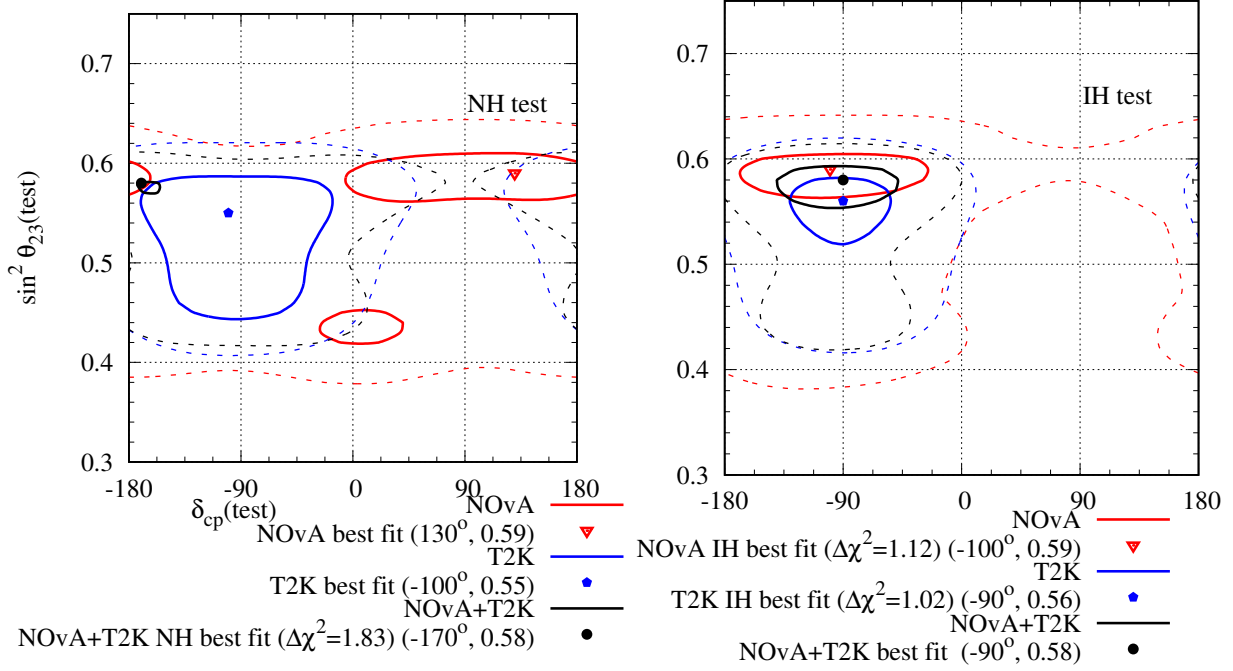 NH test
0.7
0.6
0.5
0.4
0.3
sin² θ₂₃(test)
-180 -90 0 90 180
δcp(test)
NOvA
NOvA best fit (130°, 0.59)
T2K
T2K best fit (-100°, 0.55)
NOvA+T2K
NOvA+T2K NH best fit (Δχ²=1.83) (-170°, 0.58)
IH test
0.7
0.6
0.5
0.4
0.3
-180 -90 0 90 180
NOvA
NOvA IH best fit (Δχ²=1.12) (-100°, 0.59)
T2K
T2K IH best fit (Δχ²=1.02) (-90°, 0.56)
NOvA+T2K
NOvA+T2K best fit (-90°, 0.58)